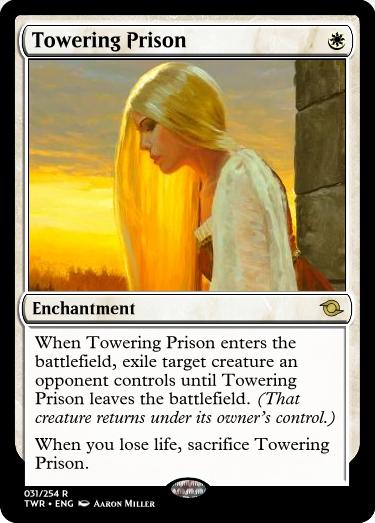 Towering Prison
Enchantment
When Towering Prison enters the
battlefield, exile target creature an
opponent controls until Towering
Prison leaves the battlefield. (That
creature returns under its owner's control.)
When you lose life, sacrifice Towering
Prison.
031/254 R
TWR • ENG Aaron Miller